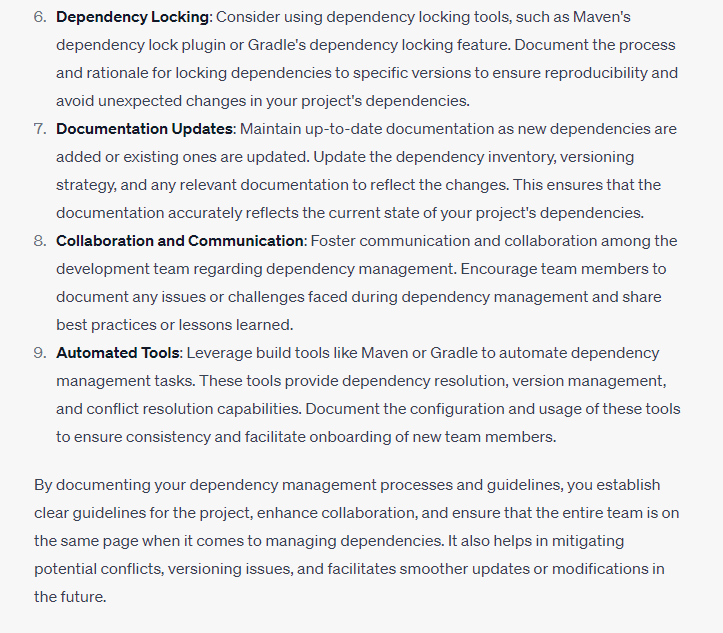 6. Dependency Locking: Consider using dependency locking tools, such as Maven's
dependency lock plugin or Gradle's dependency locking feature. Document the process
and rationale for locking dependencies to specific versions to ensure reproducibility and
avoid unexpected changes in your project's dependencies.
7. Documentation Updates: Maintain up-to-date documentation as new dependencies are
added or existing ones are updated. Update the dependency inventory, versioning
strategy, and any relevant documentation to reflect the changes. This ensures that the
documentation accurately reflects the current state of your project's dependencies.
8. Collaboration and Communication: Foster communication and collaboration among the
development team regarding dependency management. Encourage team members to
document any issues or challenges faced during dependency management and share
best practices or lessons learned.
9. Automated Tools: Leverage build tools like Maven or Gradle to automate dependency
management tasks. These tools provide dependency resolution, version management,
and conflict resolution capabilities. Document the configuration and usage of these tools
to ensure consistency and facilitate onboarding of new team members.
By documenting your dependency management processes and guidelines, you establish
clear guidelines for the project, enhance collaboration, and ensure that the entire team is on
the same page when it comes to managing dependencies. It also helps in mitigating
potential conflicts, versioning issues, and facilitates smoother updates or modifications in
the future.